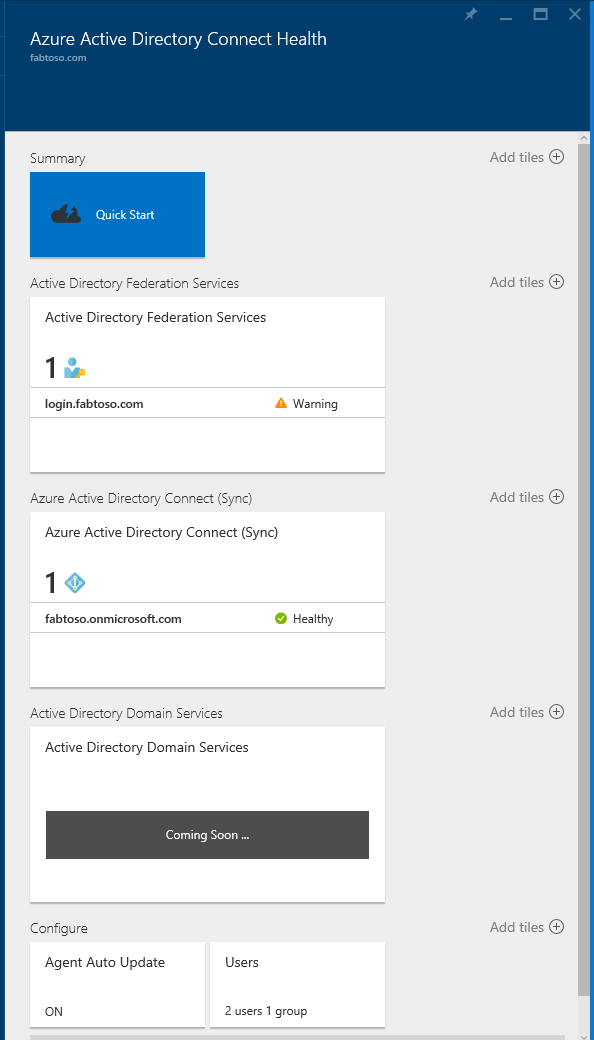 Azure Active Directory Connect Health
fabtoso.com
Summary
Add tiles
Quick Start
Active Directory Federation Services
Add tiles
Active Directory Federation Services
1
login.fabtoso.com Warning
Azure Active Directory Connect (Sync)
Add tiles
Azure Active Directory Connect (Sync)
1
fabtoso.onmicrosoft.com Healthy
Active Directory Domain Services
Add tiles
Active Directory Domain Services
Coming Soon ...
Configure
Add tiles
Agent Auto Update
ON
Users
2 users 1 group